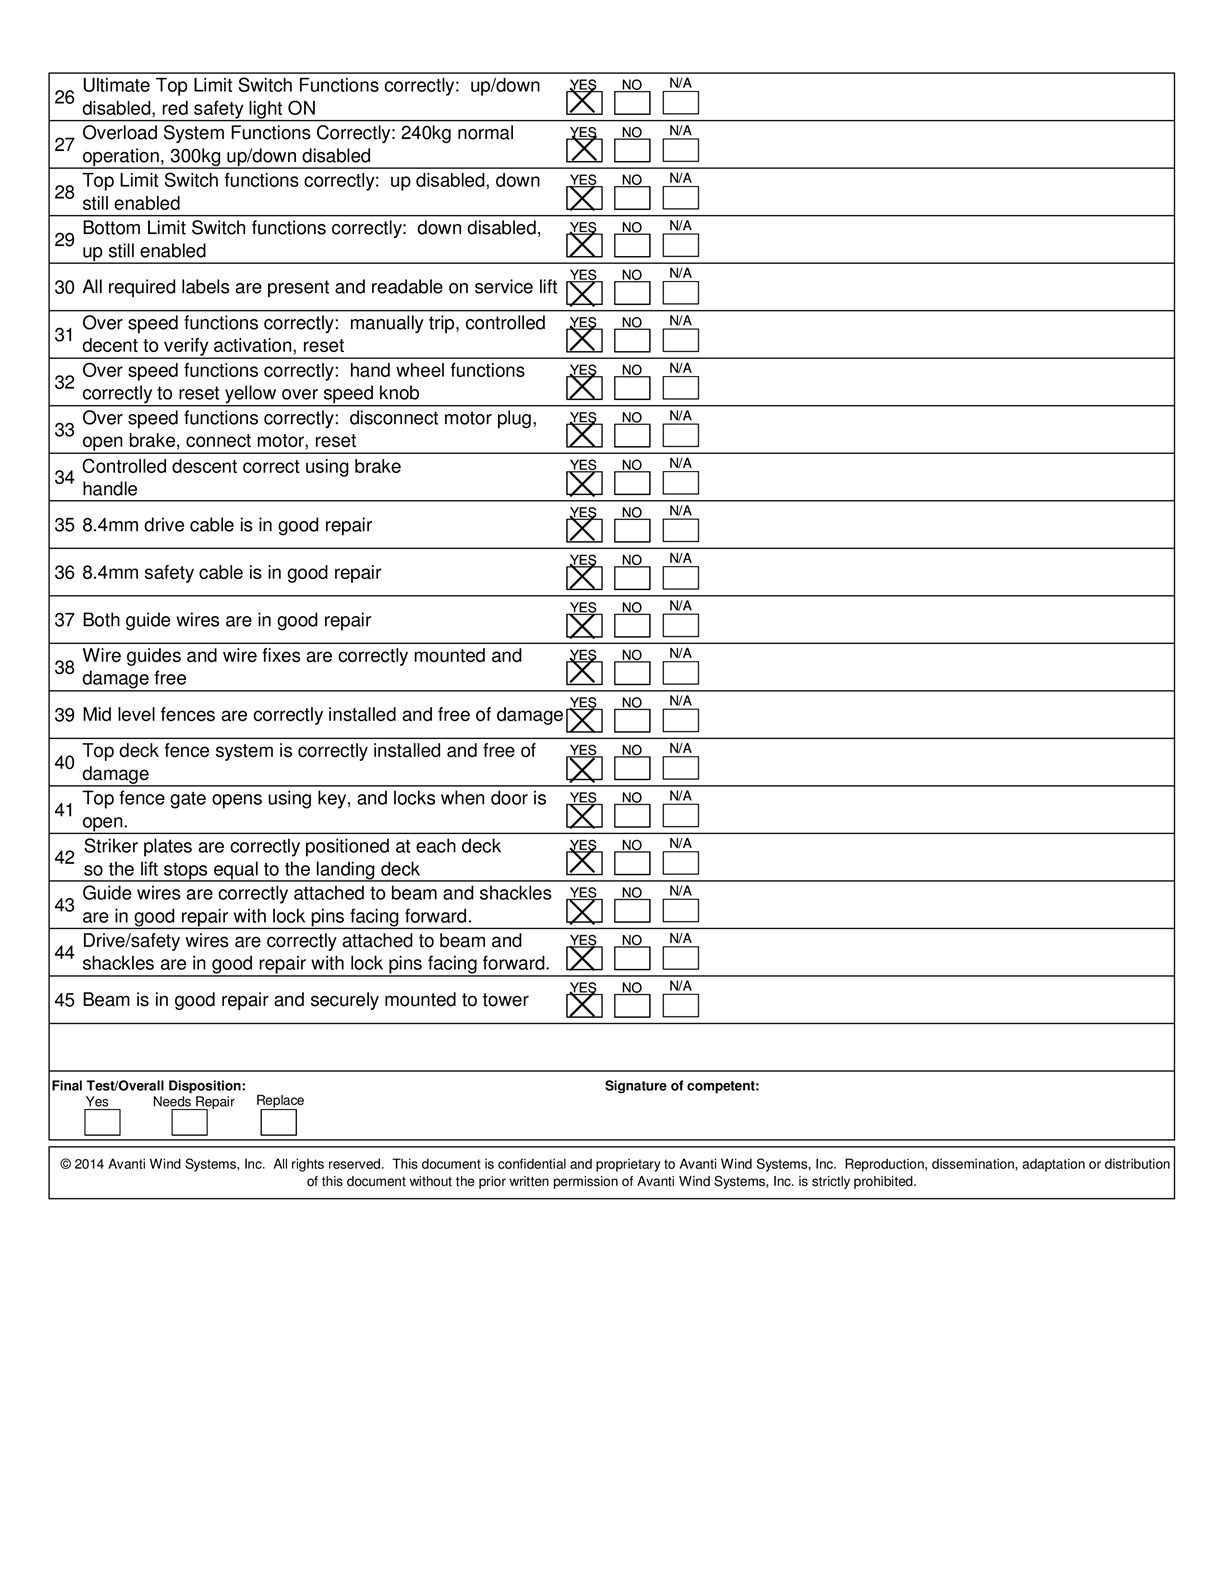 YES NO N/A
26 Ultimate Top Limit Switch Functions correctly:  up/down
disabled, red safety light ON
YES NO N/A
27 Overload System Functions Correctly: 240kg normal
operation, 300kg up/down disabled
YES NO N/A
28 Top Limit Switch functions correctly:  up disabled, down
still enabled
YES NO N/A
29 Bottom Limit Switch functions correctly:  down disabled,
up still enabled
YES NO N/A
30 All required labels are present and readable on service lift
YES NO N/A
31 Over speed functions correctly:  manually trip, controlled
decent to verify activation, reset
YES NO N/A
32 Over speed functions correctly:  hand wheel functions
correctly to reset yellow over speed knob
YES NO N/A
33 Over speed functions correctly:  disconnect motor plug,
open brake, connect motor, reset
YES NO N/A
34 Controlled descent correct using brake
handle
YES NO N/A
35 8.4mm drive cable is in good repair
YES NO N/A
36 8.4mm safety cable is in good repair
YES NO N/A
37 Both guide wires are in good repair
YES NO N/A
38 Wire guides and wire fixes are correctly mounted and
damage free
YES NO N/A
39 Mid level fences are correctly installed and free of damage
YES NO N/A
40 Top deck fence system is correctly installed and free of
damage
YES NO N/A
41 Top fence gate opens using key, and locks when door is
open.
YES NO N/A
42 Striker plates are correctly positioned at each deck
so the lift stops equal to the landing deck
YES NO N/A
43 Guide wires are correctly attached to beam and shackles
are in good repair with lock pins facing forward.
YES NO N/A
44 Drive/safety wires are correctly attached to beam and
shackles are in good repair with lock pins facing forward.
YES NO N/A
45 Beam is in good repair and securely mounted to tower
Final Test/Overall Disposition: Signature of competent:
Yes Needs Repair Replace
© 2014 Avanti Wind Systems, Inc.  All rights reserved.  This document is confidential and proprietary to Avanti Wind Systems, Inc.  Reproduction, dissemination, adaptation or distribution
of this document without the prior written permission of Avanti Wind Systems, Inc. is strictly prohibited.